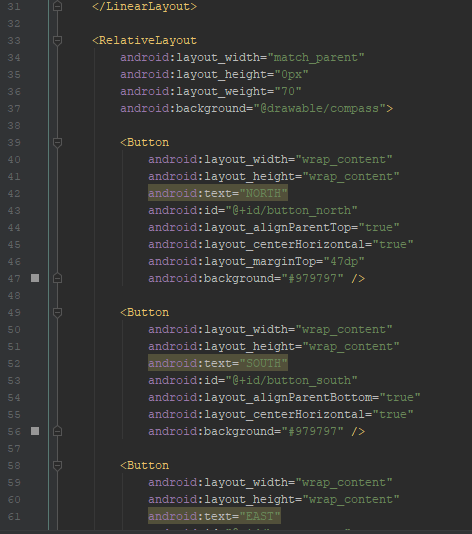 31 </LinearLayout>
32
33 <RelativeLayout
34 android:layout_width="match_parent"
35 android:layout_height="0px"
36 android:layout_weight="70"
37 android:background="@drawable/compass">
38
39 <Button
40 android:layout_width="wrap_content"
41 android:layout_height="wrap_content"
42 android:text="NORTH"
43 android:id="@+id/button_north"
44 android:layout_alignParentTop="true"
45 android:layout_centerHorizontal="true"
46 android:layout_marginTop="47dp"
47 android:background="#979797" />
48
49 <Button
50 android:layout_width="wrap_content"
51 android:layout_height="wrap_content"
52 android:text="SOUTH"
53 android:id="@+id/button_south"
54 android:layout_alignParentBottom="true"
55 android:layout_centerHorizontal="true"
56 android:background="#979797" />
57
58 <Button
59 android:layout_width="wrap_content"
60 android:layout_height="wrap_content"
61 android:text="EAST"